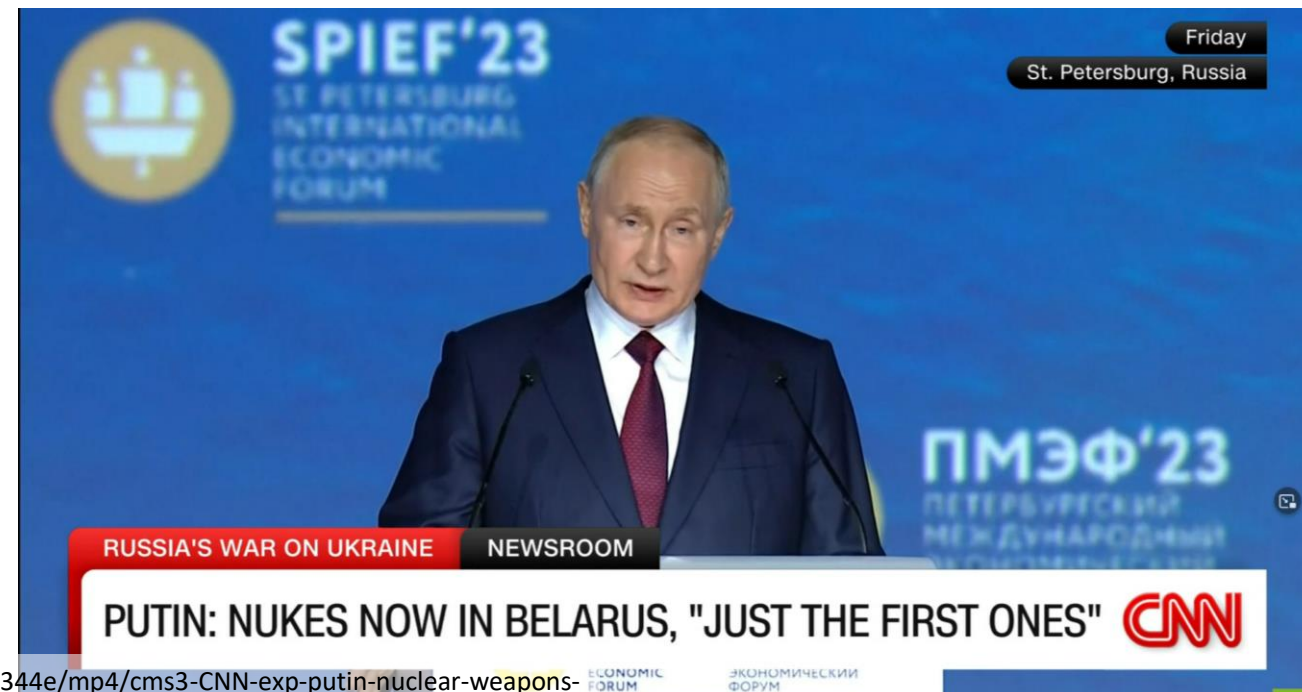 SPIEF'23
ST. PETERSBURG
INTERNATIONAL
ECONOMIC
FORUM
Friday
St. Petersburg, Russia
ПМЭФ'23
ПЕТЕРБУРГСКИЙ
МЕЖДУНАРОДНЫЙ
ЭКОНОМИЧЕСКИЙ
RUSSIA'S WAR ON UKRAINE
NEWSROOM
PUTIN: NUKES NOW IN BELARUS, "JUST THE FIRST ONES"
CNN
344e/mp4/cms3-CNN-exp-putin-nuclear-weapons-
ECONOMIC
FORUM
ЭКОНОМИЧЕСКИЙ
ФОРУМ